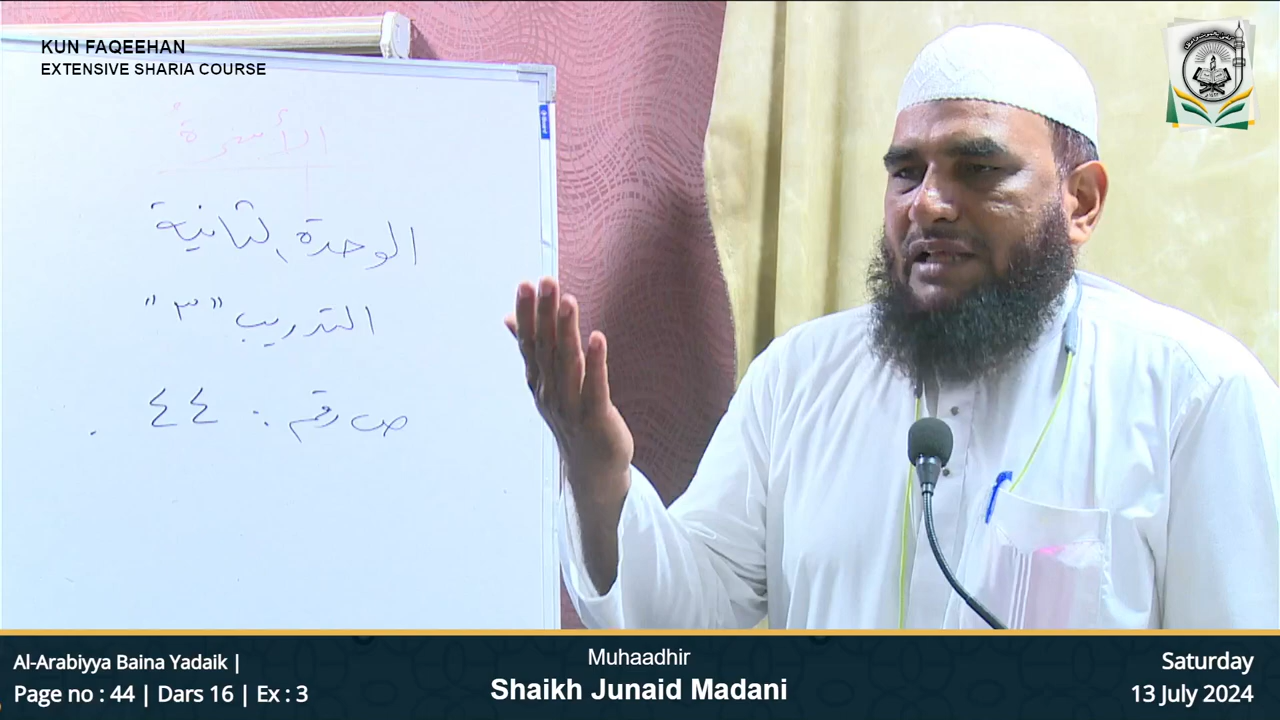 KUN FAQEEHAN
EXTENSIVE SHARIA COURSE
الأسرة
الوحدة الثانية
التدريب "٣"
ص رقم : ٤٤ .
Al-Arabiyya Baina Yadaik |
Page no : 44 | Dars 16 | Ex : 3
Muhaadhir
Shaikh Junaid Madani
Saturday
13 July 2024